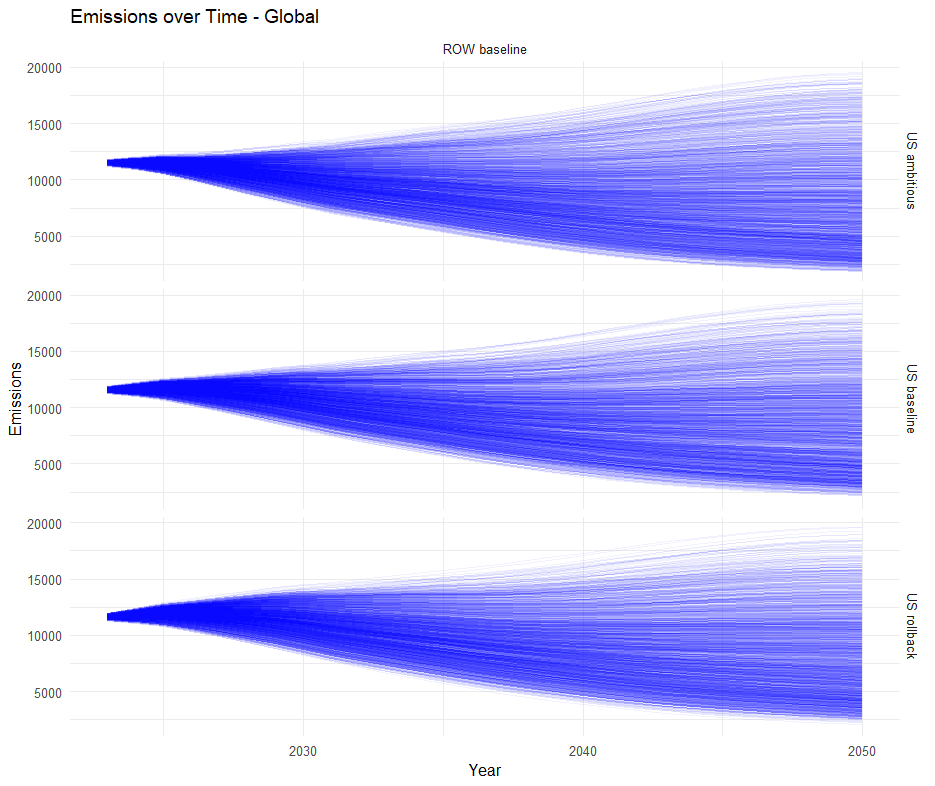 Emissions over Time - Global
ROW baseline
20000
15000
10000
5000
US ambitious
20000
15000
10000
5000
US baseline
20000
15000
10000
5000
US rollback
Emissions
2030 2040 2050
Year